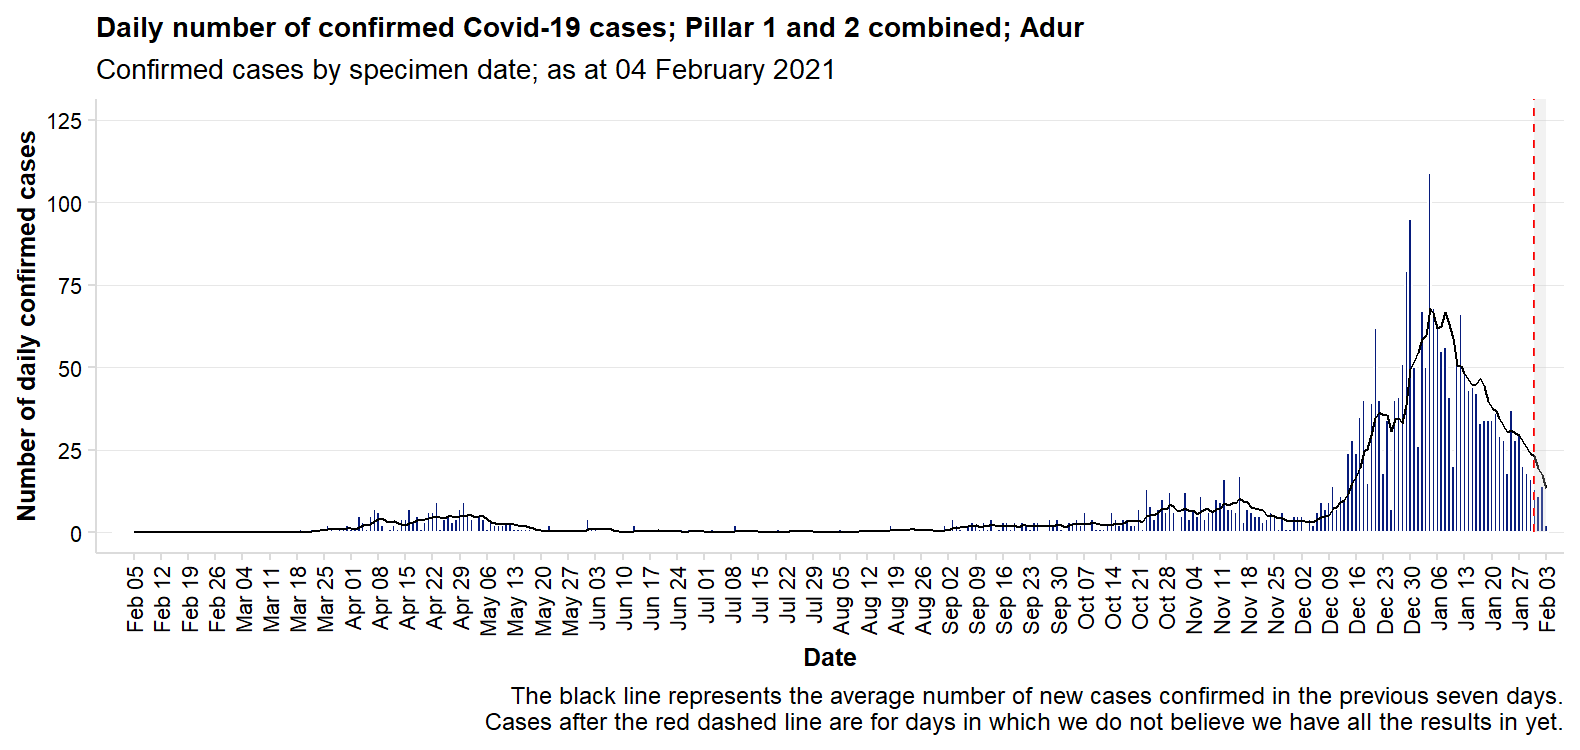 Daily number of confirmed Covid-19 cases; Pillar 1 and 2 combined; Adur
Confirmed cases by specimen date; as at 04 February 2021
Number of daily confirmed cases
125
100
75
50
25
0
Feb 05
Feb 12
Feb 19
Feb 26
Mar 04
Mar 11
Mar 18
Mar 25
Apr 01
Apr 08
Apr 15
Apr 22
Apr 29
May 06
May 13
May 20
May 27
Jun 03
Jun 10
Jun 17
Jun 24
Jul 01
Jul 08
Jul 15
Jul 22
Jul 29
Aug 05
Aug 12
Aug 19
Aug 26
Sep 02
Sep 09
Sep 16
Sep 23
Sep 30
Oct 07
Oct 14
Oct 21
Oct 28
Nov 04
Nov 11
Nov 18
Nov 25
Dec 02
Dec 09
Dec 16
Dec 23
Dec 30
Jan 06
Jan 13
Jan 20
Jan 27
Feb 03
Date
The black line represents the average number of new cases confirmed in the previous seven days.
Cases after the red dashed line are for days in which we do not believe we have all the results in yet.